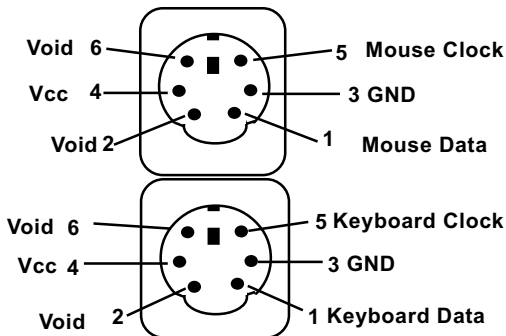 Void 6 5 Mouse Clock
Vcc 4 3 GND
Void 2 1 Mouse Data
Void 6 5 Keyboard Clock
Vcc 4 3 GND
Void 2 1 Keyboard Data